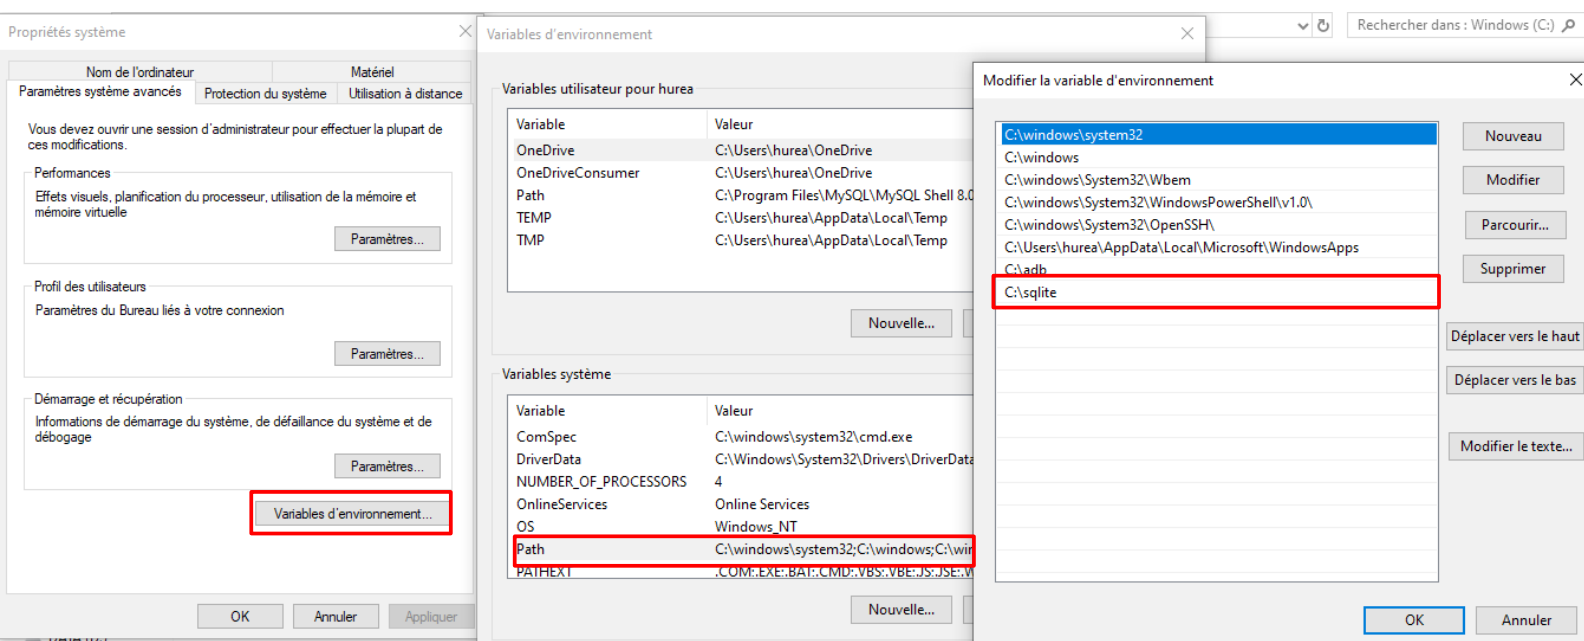 Propriétés système
Nom de l'ordinateur
Matériel
Paramètres système avancés
Protection du système
Utilisation à distance
Vous devez ouvrir une session d'administrateur pour effectuer la plupart de
ces modifications.
Performances
Effets visuels, planification du processeur, utilisation de la mémoire et
mémoire virtuelle
Paramètres...
Profil des utilisateurs
Paramètres du Bureau liés à votre connexion
Paramètres...
Démarrage et récupération
Informations de démarrage du système, de défaillance du système et de
débogage
Paramètres...
Variables d'environnement...
OK
Annuler
Appliquer
Variables d'environnement
Variables utilisateur pour hurea
Variable
Valeur
OneDrive
C:\Users\hurea\OneDrive
OneDriveConsumer
C:\Users\hurea\OneDrive
Path
C:\Program Files\MySQL\MySQL Shell 8.0
TEMP
C:\Users\hurea\AppData\Local\Temp
TMP
C:\Users\hurea\AppData\Local\Temp
Nouvelle...
Variables système
Variable
Valeur
ComSpec
C:\windows\system32\cmd.exe
DriverData
C:\Windows\System32\Drivers\DriverData
NUMBER_OF_PROCESSORS
4
OnlineServices
Online Services
OS
Windows_NT
Path
C:\windows\system32;C:\windows;C:\win
PATHEXT
.COM;.EXE;.BAT;.CMD;.VBS;.VBE;.JS;.JSE;.W
Nouvelle...
Rechercher dans : Windows (C:)
Modifier la variable d'environnement
C:\windows\system32
C:\windows
C:\windows\System32\Wbem
C:\windows\System32\WindowsPowerShell\v1.0\
C:\windows\System32\OpenSSH\
C:\Users\hurea\AppData\Local\Microsoft\WindowsApps
C:\adb
C:\sqlite
Nouveau
Modifier
Parcourir...
Supprimer
Déplacer vers le haut
Déplacer vers le bas
Modifier le texte...
OK
Annuler